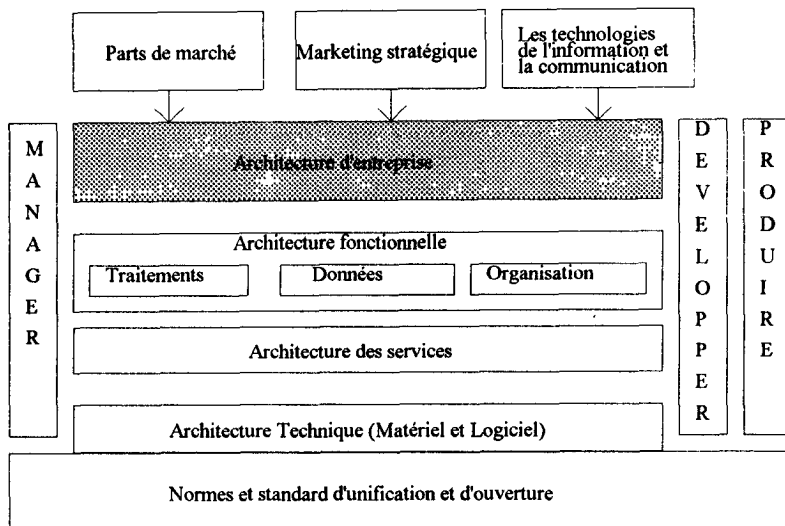 Parts de marché
Marketing stratégique
Les technologies
de l'information et
la communication
MANAGER
Architecture d'entreprise
Architecture fonctionnelle
Traitements
Données
Organisation
Architecture des services
Architecture Technique (Matériel et Logiciel)
DEVELOPPER
PRODUIRE
Normes et standard d'unification et d'ouverture